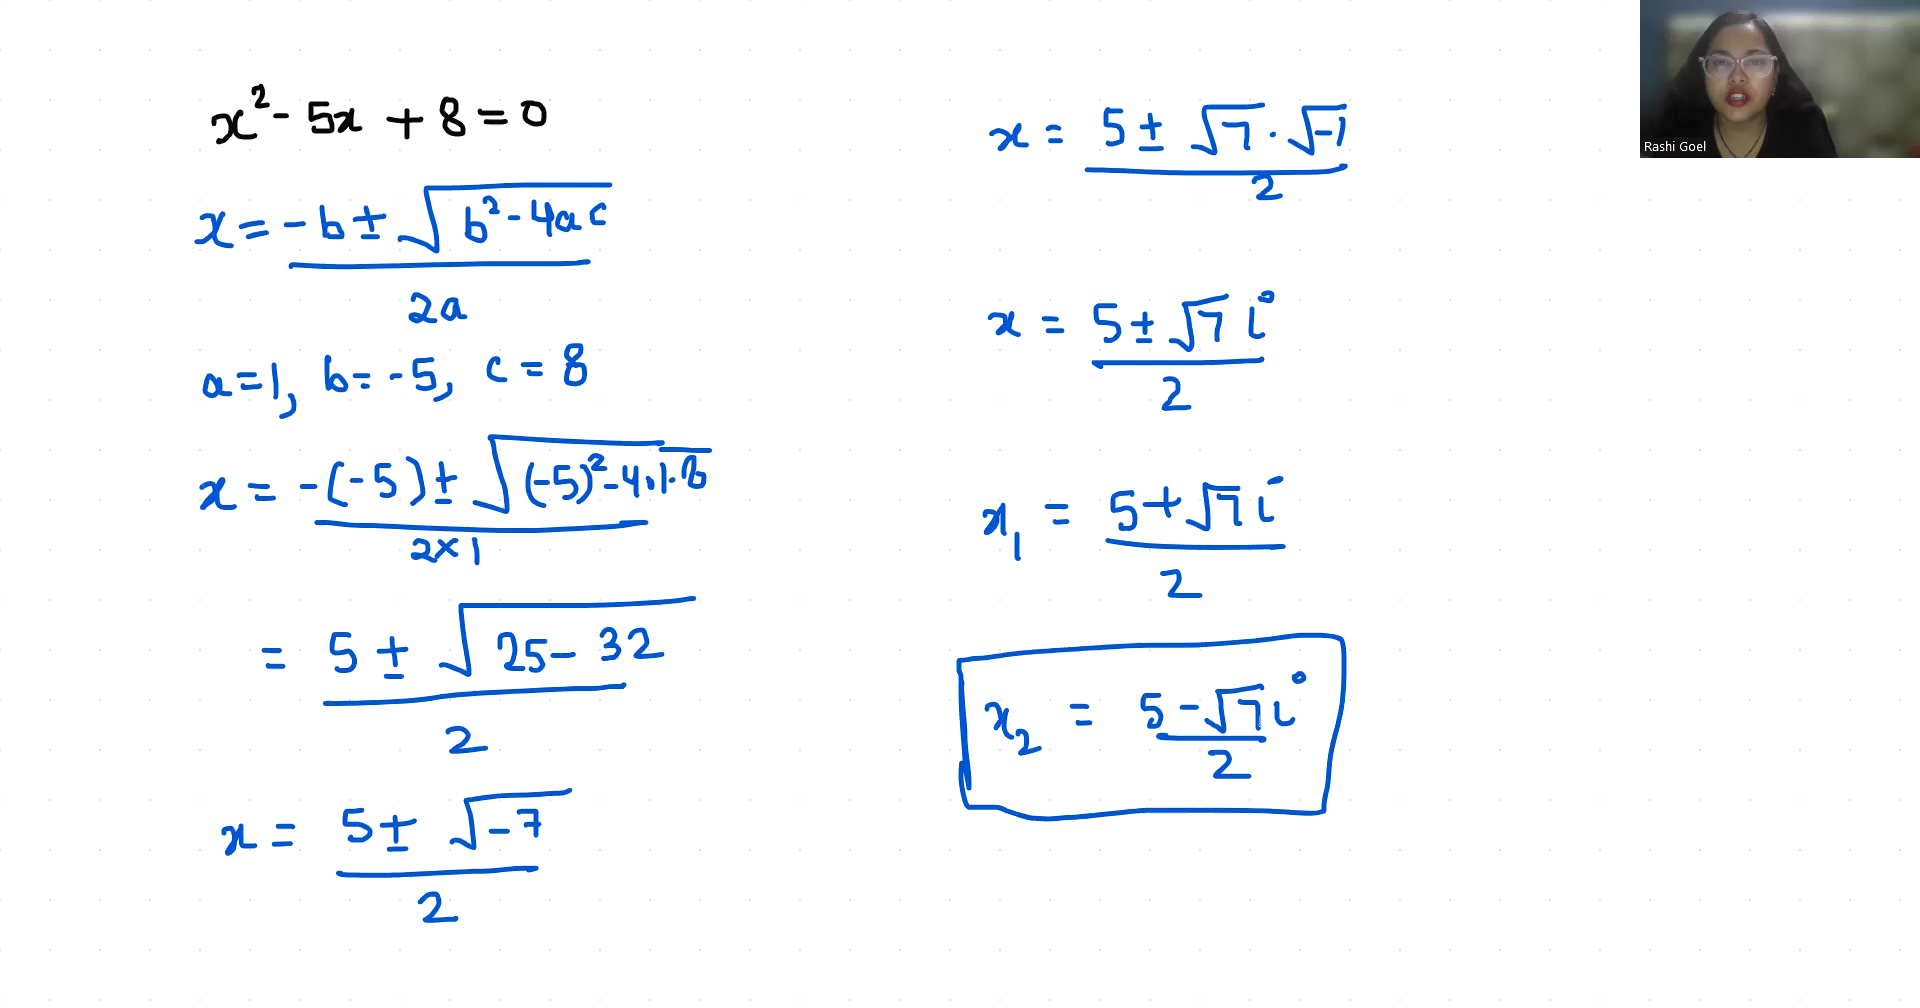 x² - 5x + 8 = 0
x = -b ± √(b² - 4ac)
2a
a = 1, b = -5, c = 8
x = -(-5) ± √((-5)² - 4.1.8)
2 × 1
= 5 ± √(25 - 32)
2
x = 5 ± √-7
2
x = 5 ± √7 . √-1
2
x = 5 ± √7 i
2
x₁ = 5 + √7 i
2
x₂ = 5 - √7 i
2
Rashi Goel